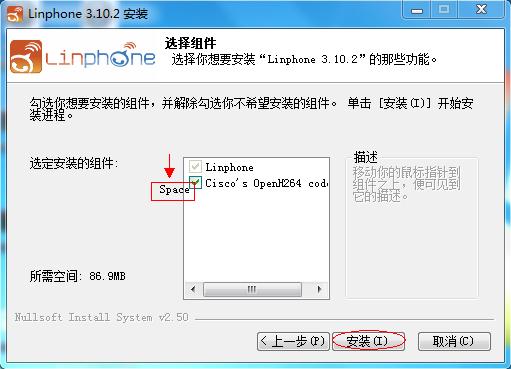 Linphone 3.10.2 安装
Linphone
选择组件
选择你想要安装“Linphone 3.10.2”的那些功能。
勾选你想要安装的组件，并解除勾选你不希望安装的组件。 单击 [安装(I)] 开始安
装进程。
选定安装的组件:
Space
Linphone
Cisco's OpenH264 code
描述
移动你的鼠标指针到
组件之上，便可见到
它的描述。
所需空间: 86.9MB
Nullsoft Install System v2.50
< 上一步(P)
安装(I)
取消(C)